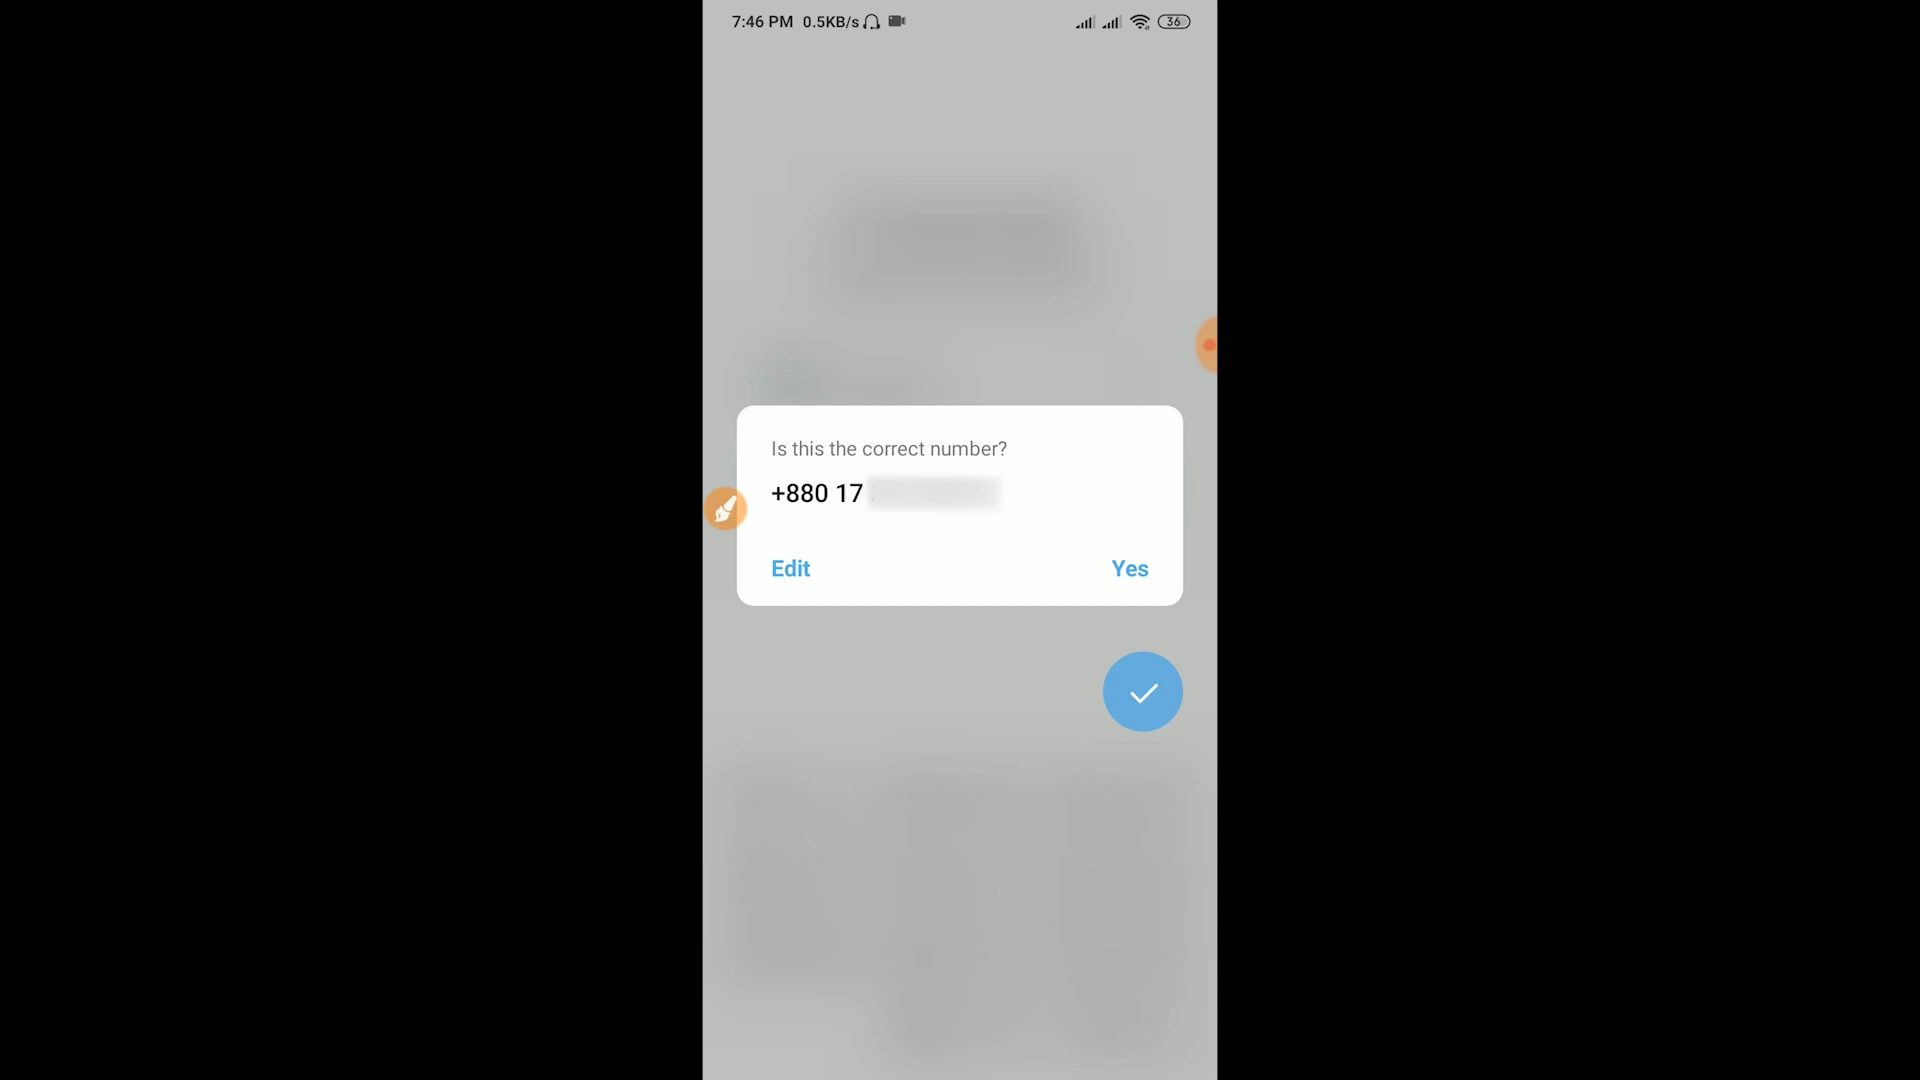 7:46 PM 0.5KB/s 36
Is this the correct number?
+880 17
Edit Yes